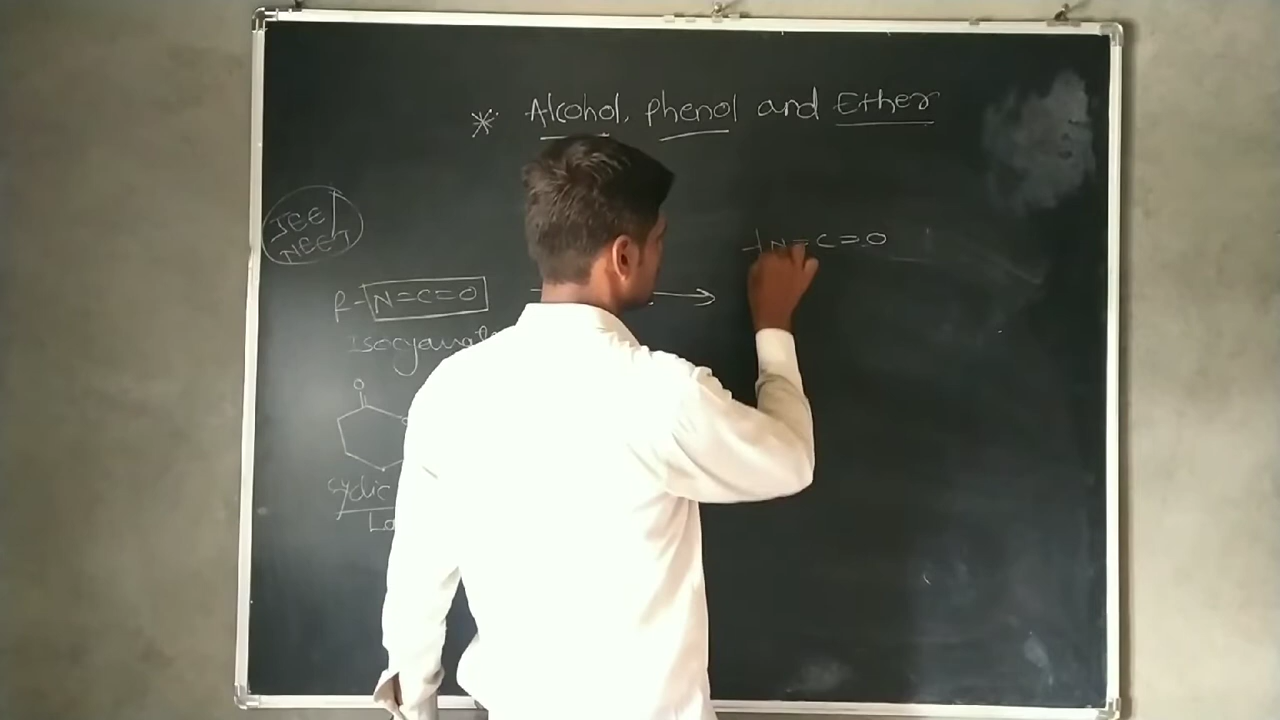 * Alcohol, phenol and Ether
JEE/
NEET
R-N=C=O
N=C=O
Isocyanate
O
cyclic